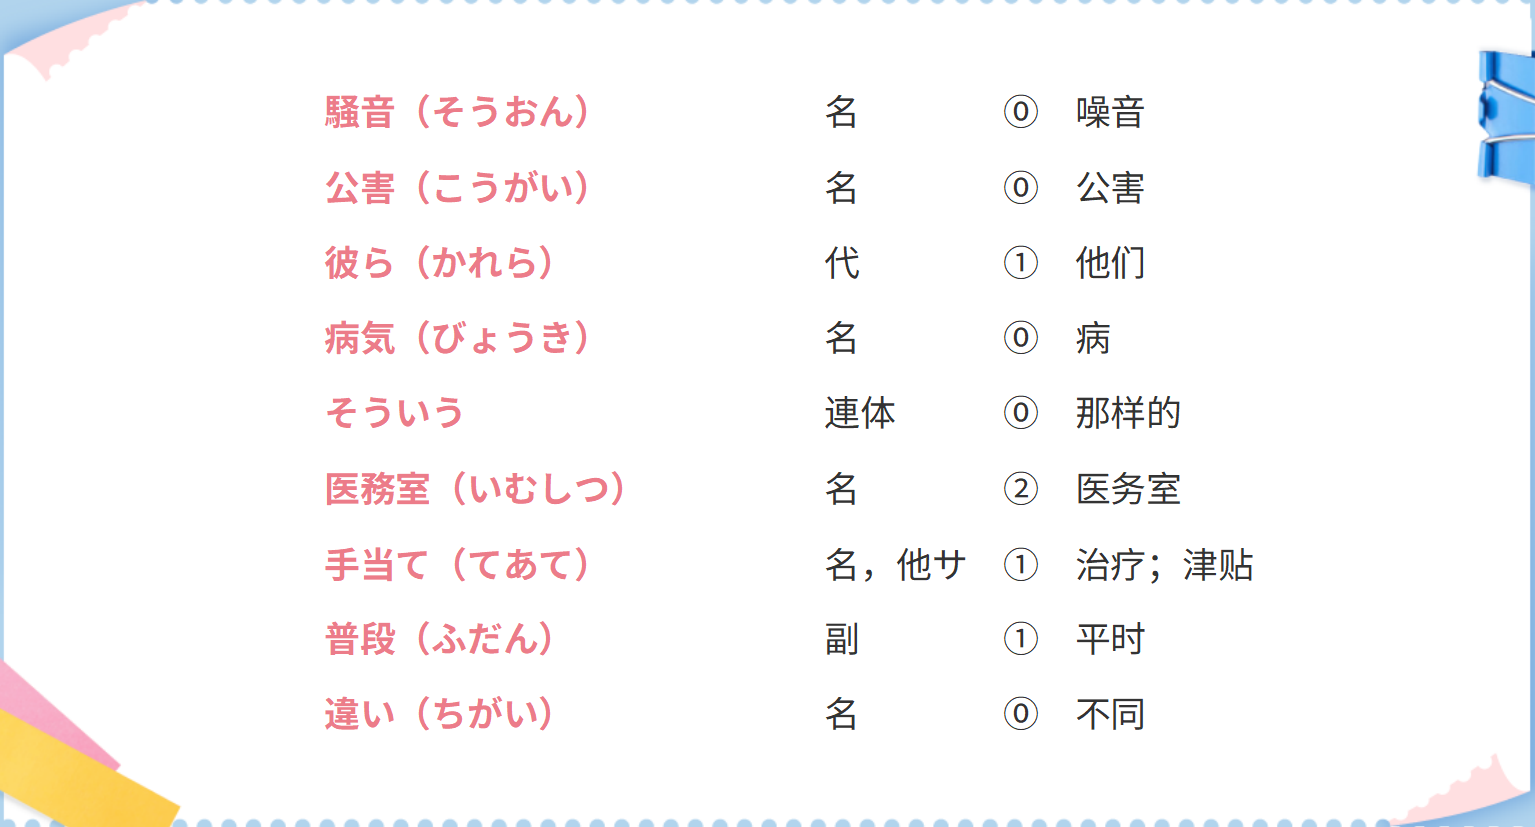 騒音（そうおん） 名 ⓪ 噪音
公害（こうがい） 名 ⓪ 公害
彼ら（かれら） 代 ① 他们
病気（びょうき） 名 ⓪ 病
そういう 連体 ⓪ 那样的
医務室（いむしつ） 名 ② 医务室
手当て（てあて） 名，他サ ① 治疗；津贴
普段（ふだん） 副 ① 平时
違い（ちがい） 名 ⓪ 不同